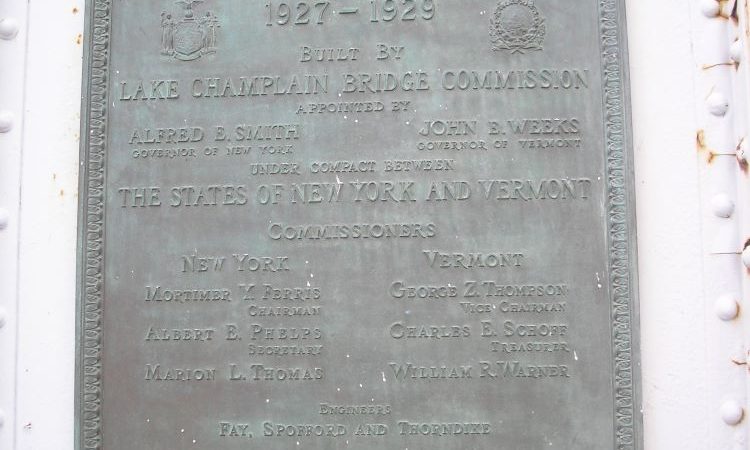 1927 – 1929
BUILT BY
LAKE CHAMPLAIN BRIDGE COMMISSION
APPOINTED BY
ALFRED E. SMITH JOHN E. WEEKS
GOVERNOR OF NEW YORK GOVERNOR OF VERMONT
UNDER COMPACT BETWEEN
THE STATES OF NEW YORK AND VERMONT
COMMISSIONERS
NEW YORK VERMONT
MORTIMER Y. FERRIS GEORGE Z. THOMPSON
CHAIRMAN VICE CHAIRMAN
ALBERT E. PHELPS CHARLES E. SCHOFF
SECRETARY TREASURER
MARION L. THOMAS WILLIAM R. WARNER
ENGINEERS
FAY, SPOFFORD AND THORNDIKE